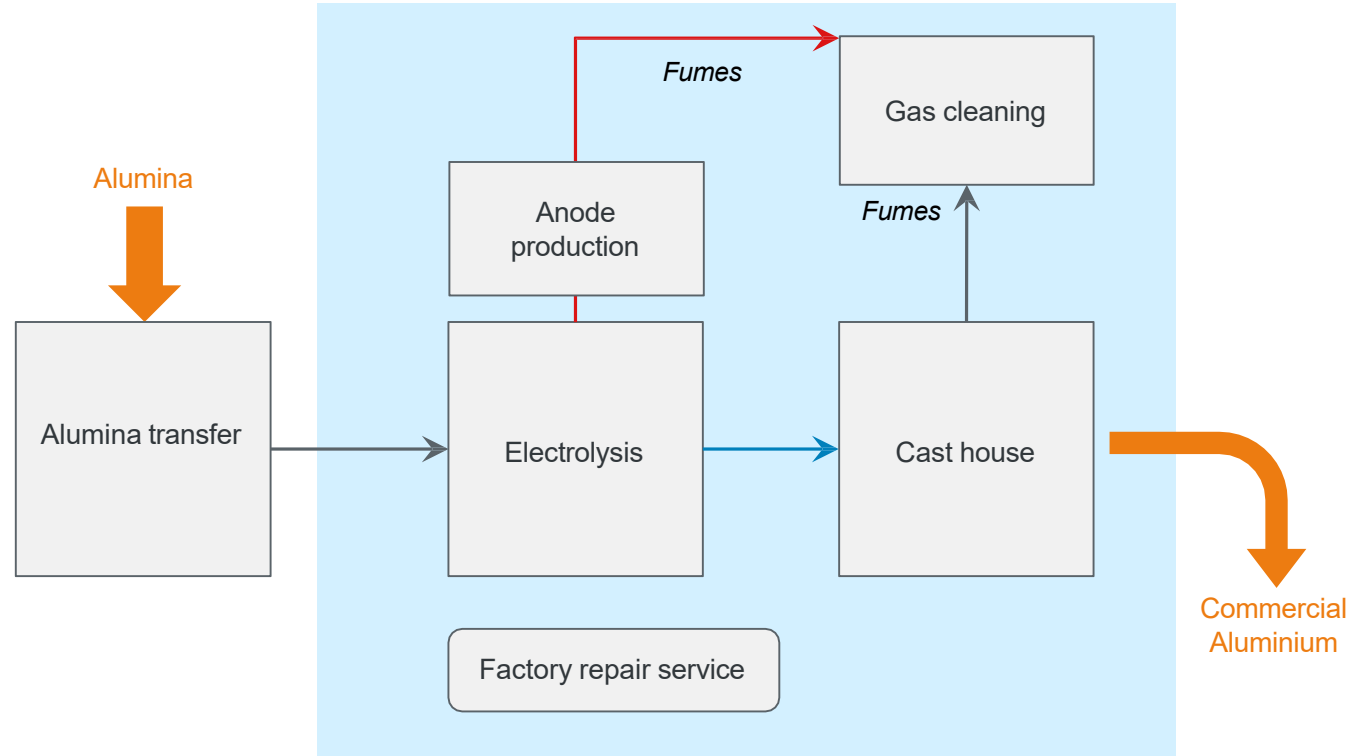 Fumes
Gas cleaning
Alumina
Anode
production
Fumes
Alumina transfer
Electrolysis
Cast house
Commercial
Aluminium
Factory repair service